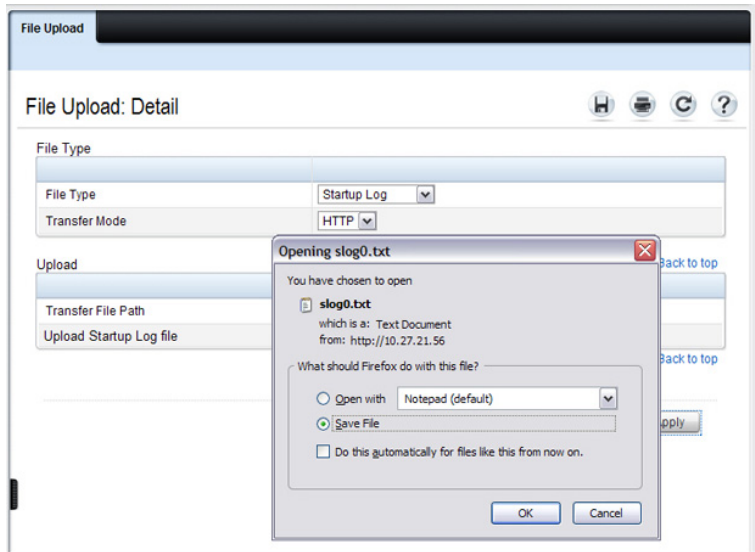 File Upload
File Upload: Detail
File Type
File Type Startup Log
Transfer Mode HTTP
Upload
Back to top
Transfer File Path
Upload Startup Log file
Back to top
pply
Opening slog0.txt
You have chosen to open
slog0.txt
which is a: Text Document
from: http://10.27.21.56
What should Firefox do with this file?
Open with Notepad (default)
Save File
Do this automatically for files like this from now on.
OK Cancel